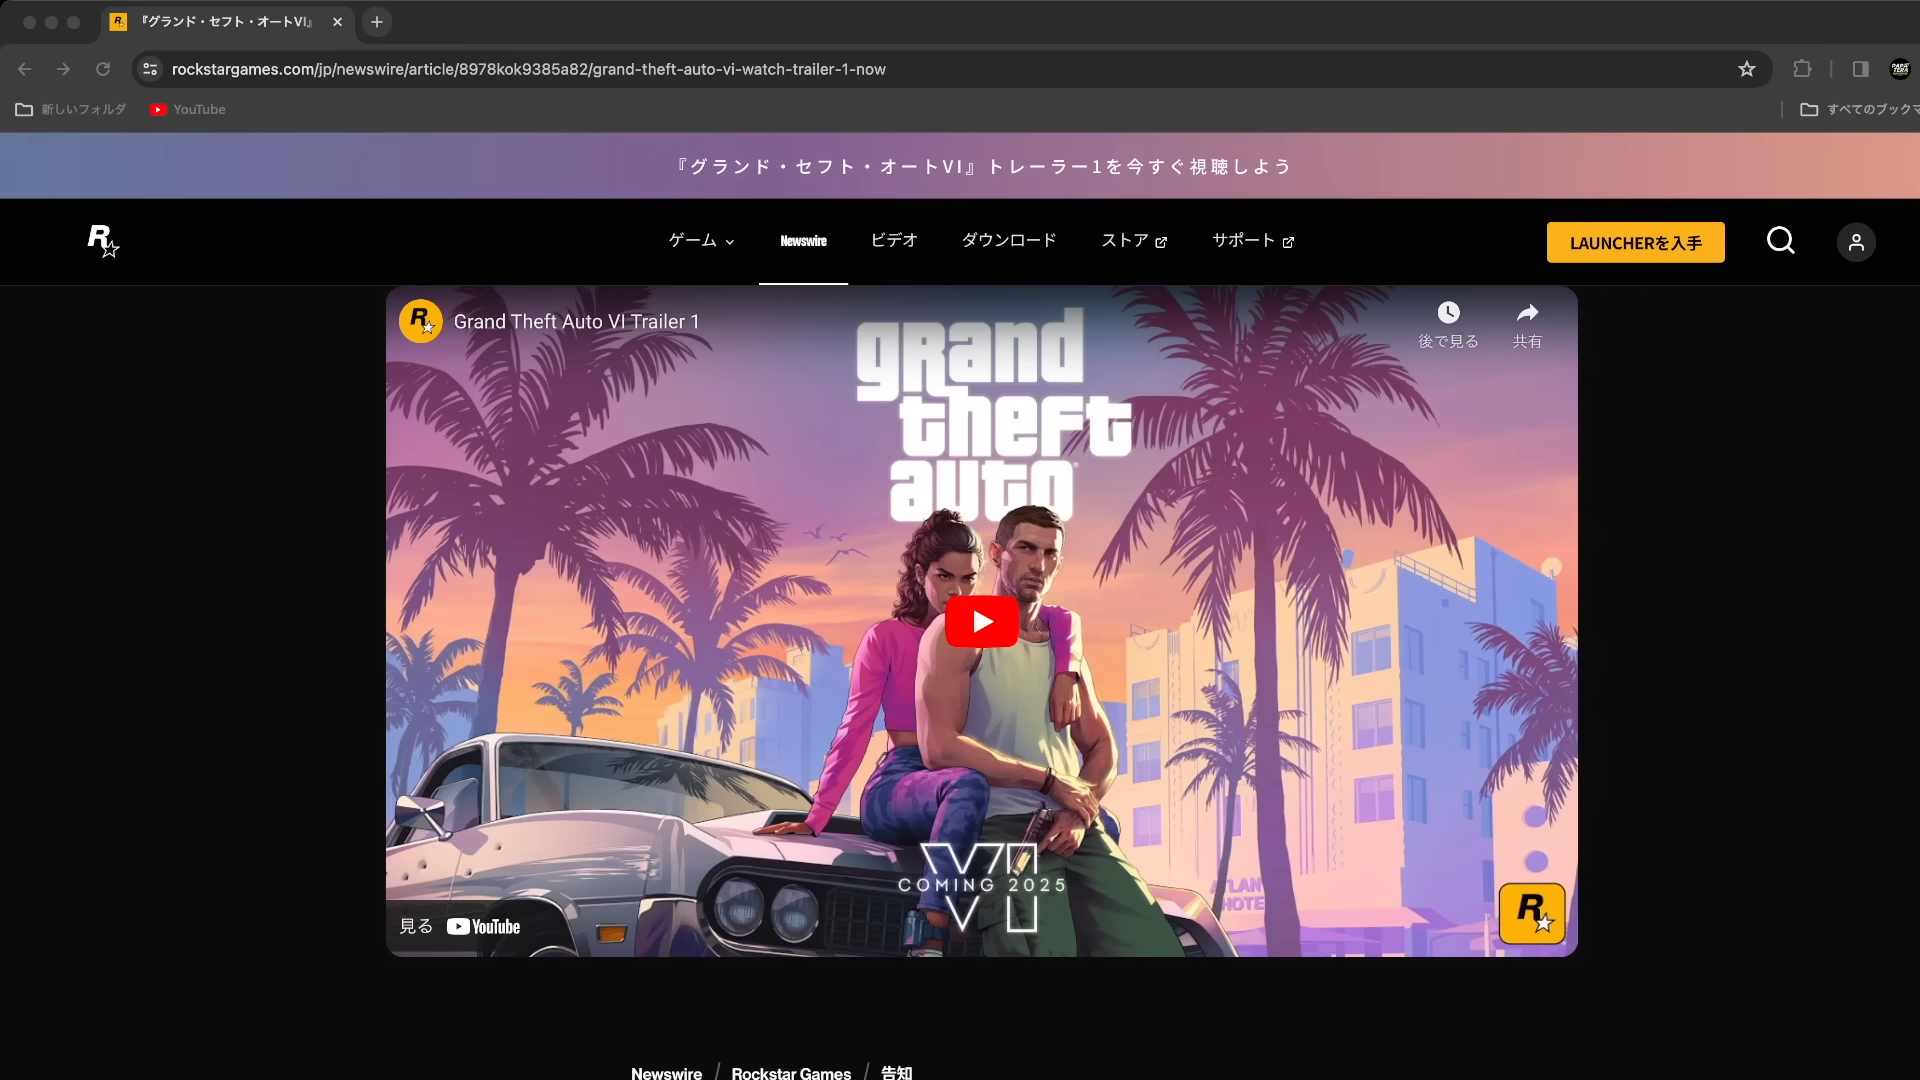 『グランド・セフト・オートVI』
rockstargames.com/jp/newswire/article/8978kok9385a82/grand-theft-auto-vi-watch-trailer-1-now
新しいフォルダ
YouTube
すべてのブックマ
『グランド・セフト・オートVI』トレーラー1を今すぐ視聴しよう
R
ゲーム
Newswire
ビデオ
ダウンロード
ストア
サポート
LAUNCHERを入手
R
Grand Theft Auto VI Trailer 1
後で見る
共有
grand
theft
auto
VI
COMING 2025
ATLAN
HOTE
見る
YouTube
R
Newswire / Rockstar Games / 告知